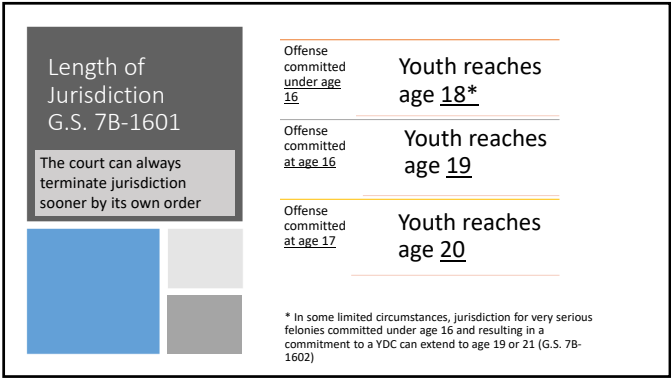 Length of
Jurisdiction
G.S. 7B-1601
The court can always
terminate jurisdiction
sooner by its own order
Offense
committed
under age
16
Youth reaches
age 18*
Offense
committed
at age 16
Youth reaches
age 19
Offense
committed
at age 17
Youth reaches
age 20
* In some limited circumstances, jurisdiction for very serious
felonies committed under age 16 and resulting in a
commitment to a YDC can extend to age 19 or 21 (G.S. 7B-
1602)